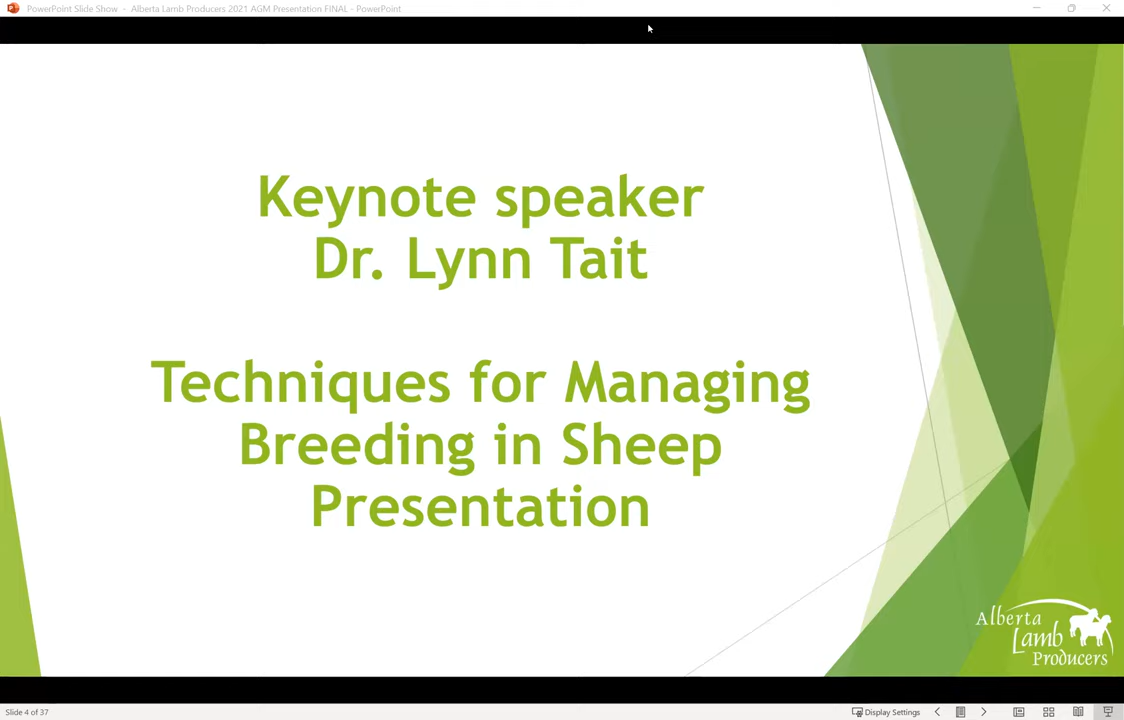 PowerPoint Slide Show - Alberta Lamb Producers 2021 AGM Presentation FINAL - PowerPoint
Keynote speaker
Dr. Lynn Tait
Techniques for Managing
Breeding in Sheep
Presentation
Alberta
Lamb
Producers
Slide 4 of 37
Display Settings